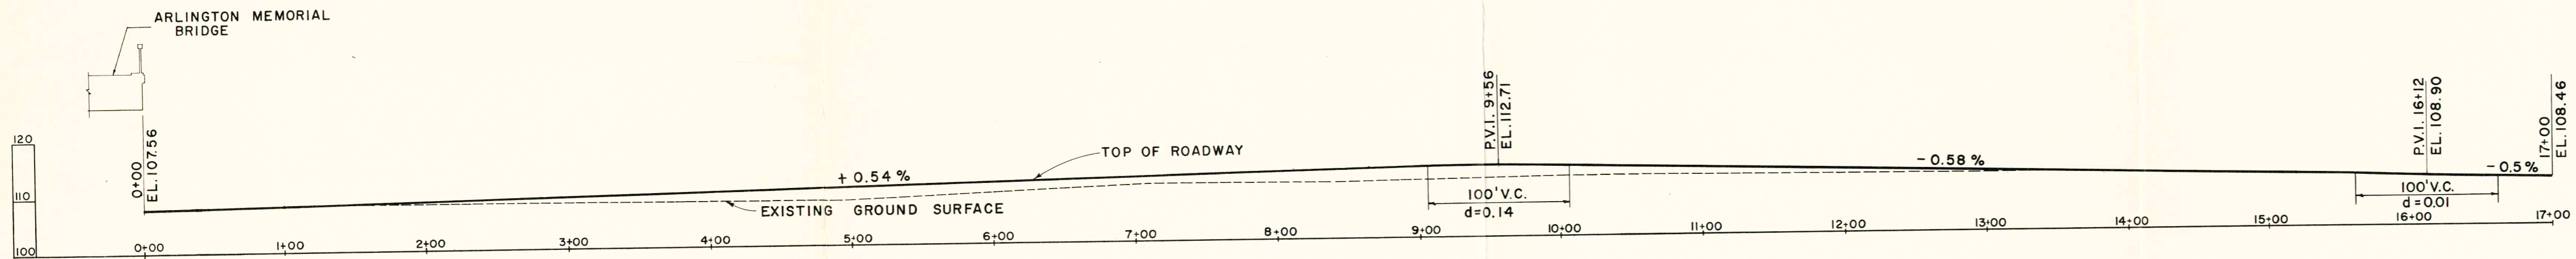 ARLINGTON MEMORIAL
BRIDGE
120
110
100
0+00
EL. 107.56
+ 0.54 %
TOP OF ROADWAY
EXISTING GROUND SURFACE
P.V.I. 9+56
EL. 112.71
100' V.C.
d=0.14
- 0.58 %
P.V.I. 16+12
EL. 108.90
100' V.C.
d = 0.01
- 0.5 %
17+00
EL. 108.46
0+00
1+00
2+00
3+00
4+00
5+00
6+00
7+00
8+00
9+00
10+00
11+00
12+00
13+00
14+00
15+00
16+00
17+00